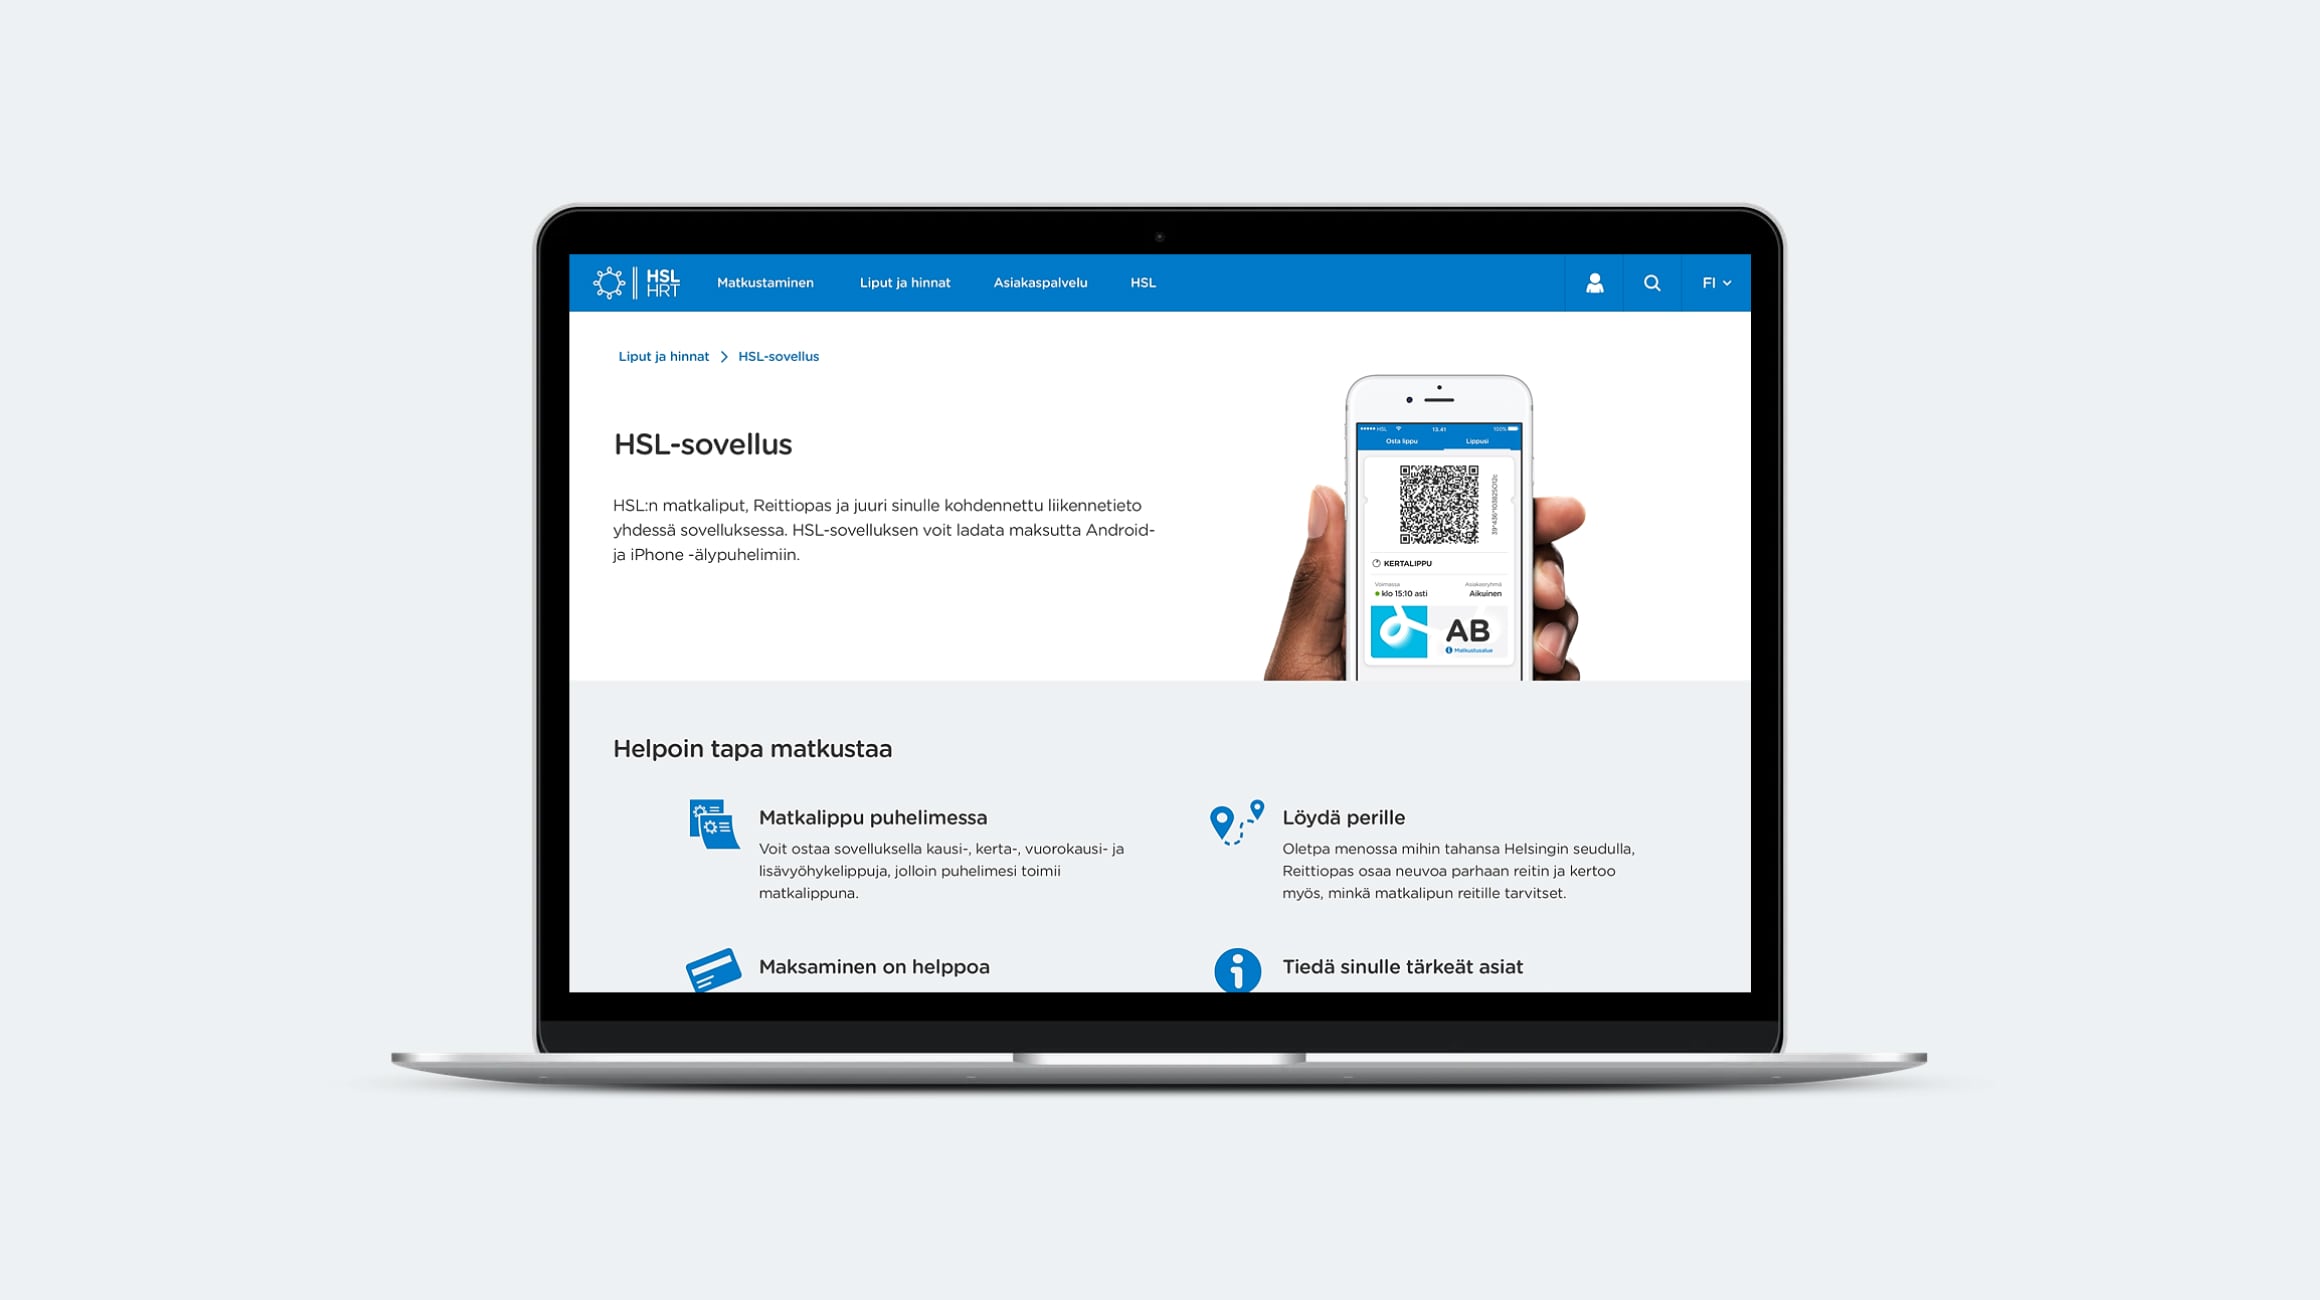 HSL
HRT
Matkustaminen
Liput ja hinnat
Asiakaspalvelu
HSL
FI
Liput ja hinnat > HSL-sovellus
HSL-sovellus
HSL:n matkaliput, Reittiopas ja juuri sinulle kohdennettu liikennetieto
yhdessä sovelluksessa. HSL-sovelluksen voit ladata maksutta Android-
ja iPhone -älypuhelimiin.
HSL 13.41 100%
Osta lippu
Lippusi
KERTALIPPU
Voimassa
Asiakasryhmä
klo 15:10 asti
Aikuinen
AB
Matkustusalue
Helpoin tapa matkustaa
Matkalippu puhelimessa
Voit ostaa sovelluksella kausi-, kerta-, vuorokausi- ja
lisävyöhykelippuja, jolloin puhelimesi toimii
matkalippuna.
Löydä perille
Oletpa menossa mihin tahansa Helsingin seudulla,
Reittiopas osaa neuvoa parhaan reitin ja kertoo
myös, minkä matkalipun reitille tarvitset.
Maksaminen on helppoa
Tiedä sinulle tärkeät asiat